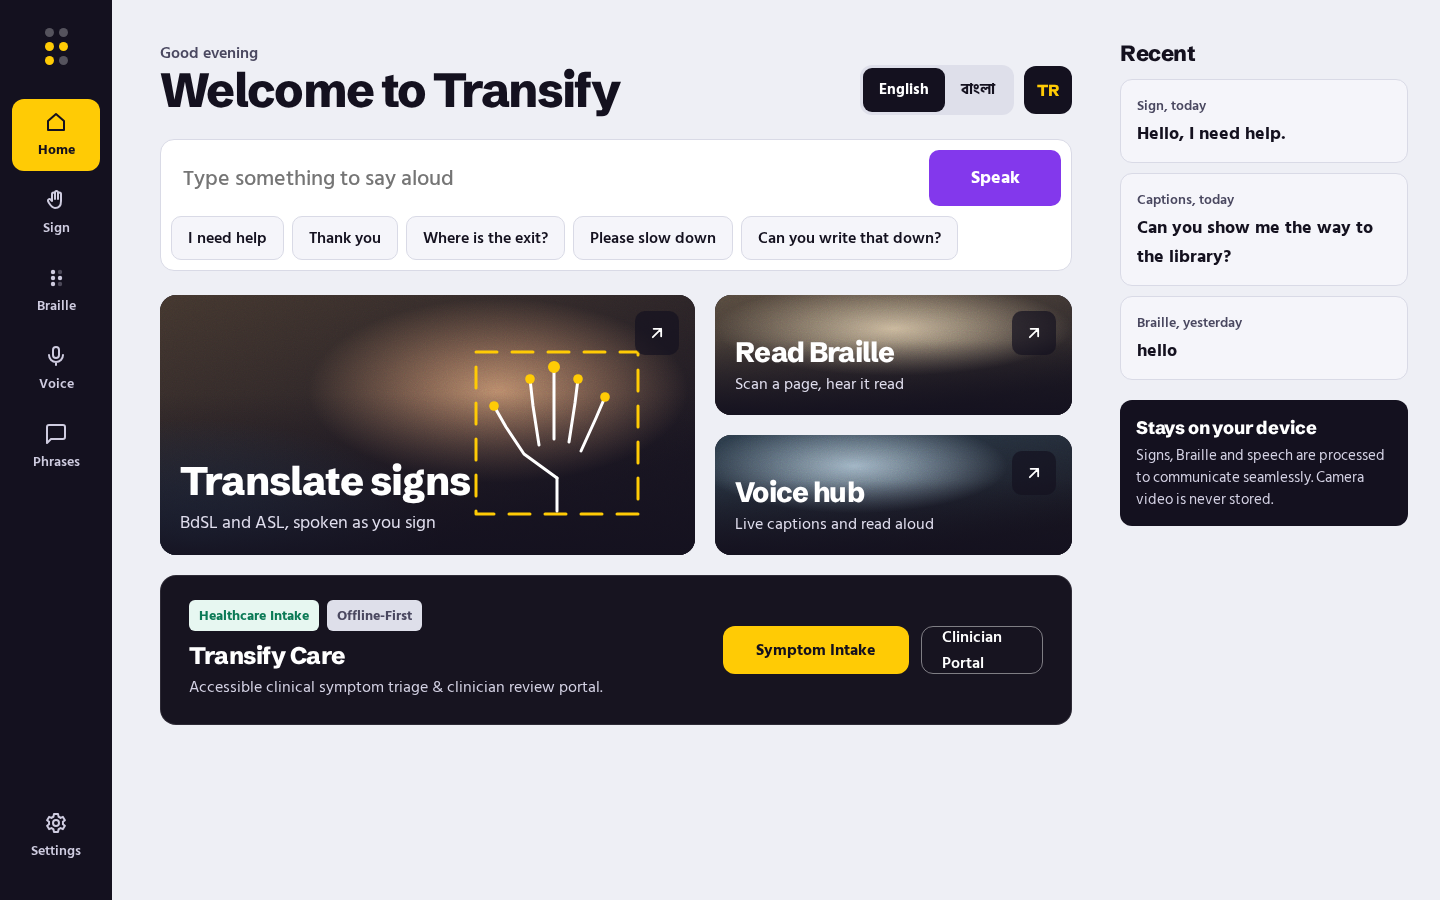 Home
Sign
Braille
Voice
Phrases
Settings
Good evening
Welcome to Transify
English
বাংলা
TR
Type something to say aloud
Speak
I need help
Thank you
Where is the exit?
Please slow down
Can you write that down?
Translate signs
BdSL and ASL, spoken as you sign
Read Braille
Scan a page, hear it read
Voice hub
Live captions and read aloud
Healthcare Intake
Offline-First
Transify Care
Accessible clinical symptom triage & clinician review portal.
Symptom Intake
Clinician
Portal
Recent
Sign, today
Hello, I need help.
Captions, today
Can you show me the way to
the library?
Braille, yesterday
hello
Stays on your device
Signs, Braille and speech are processed
to communicate seamlessly. Camera
video is never stored.